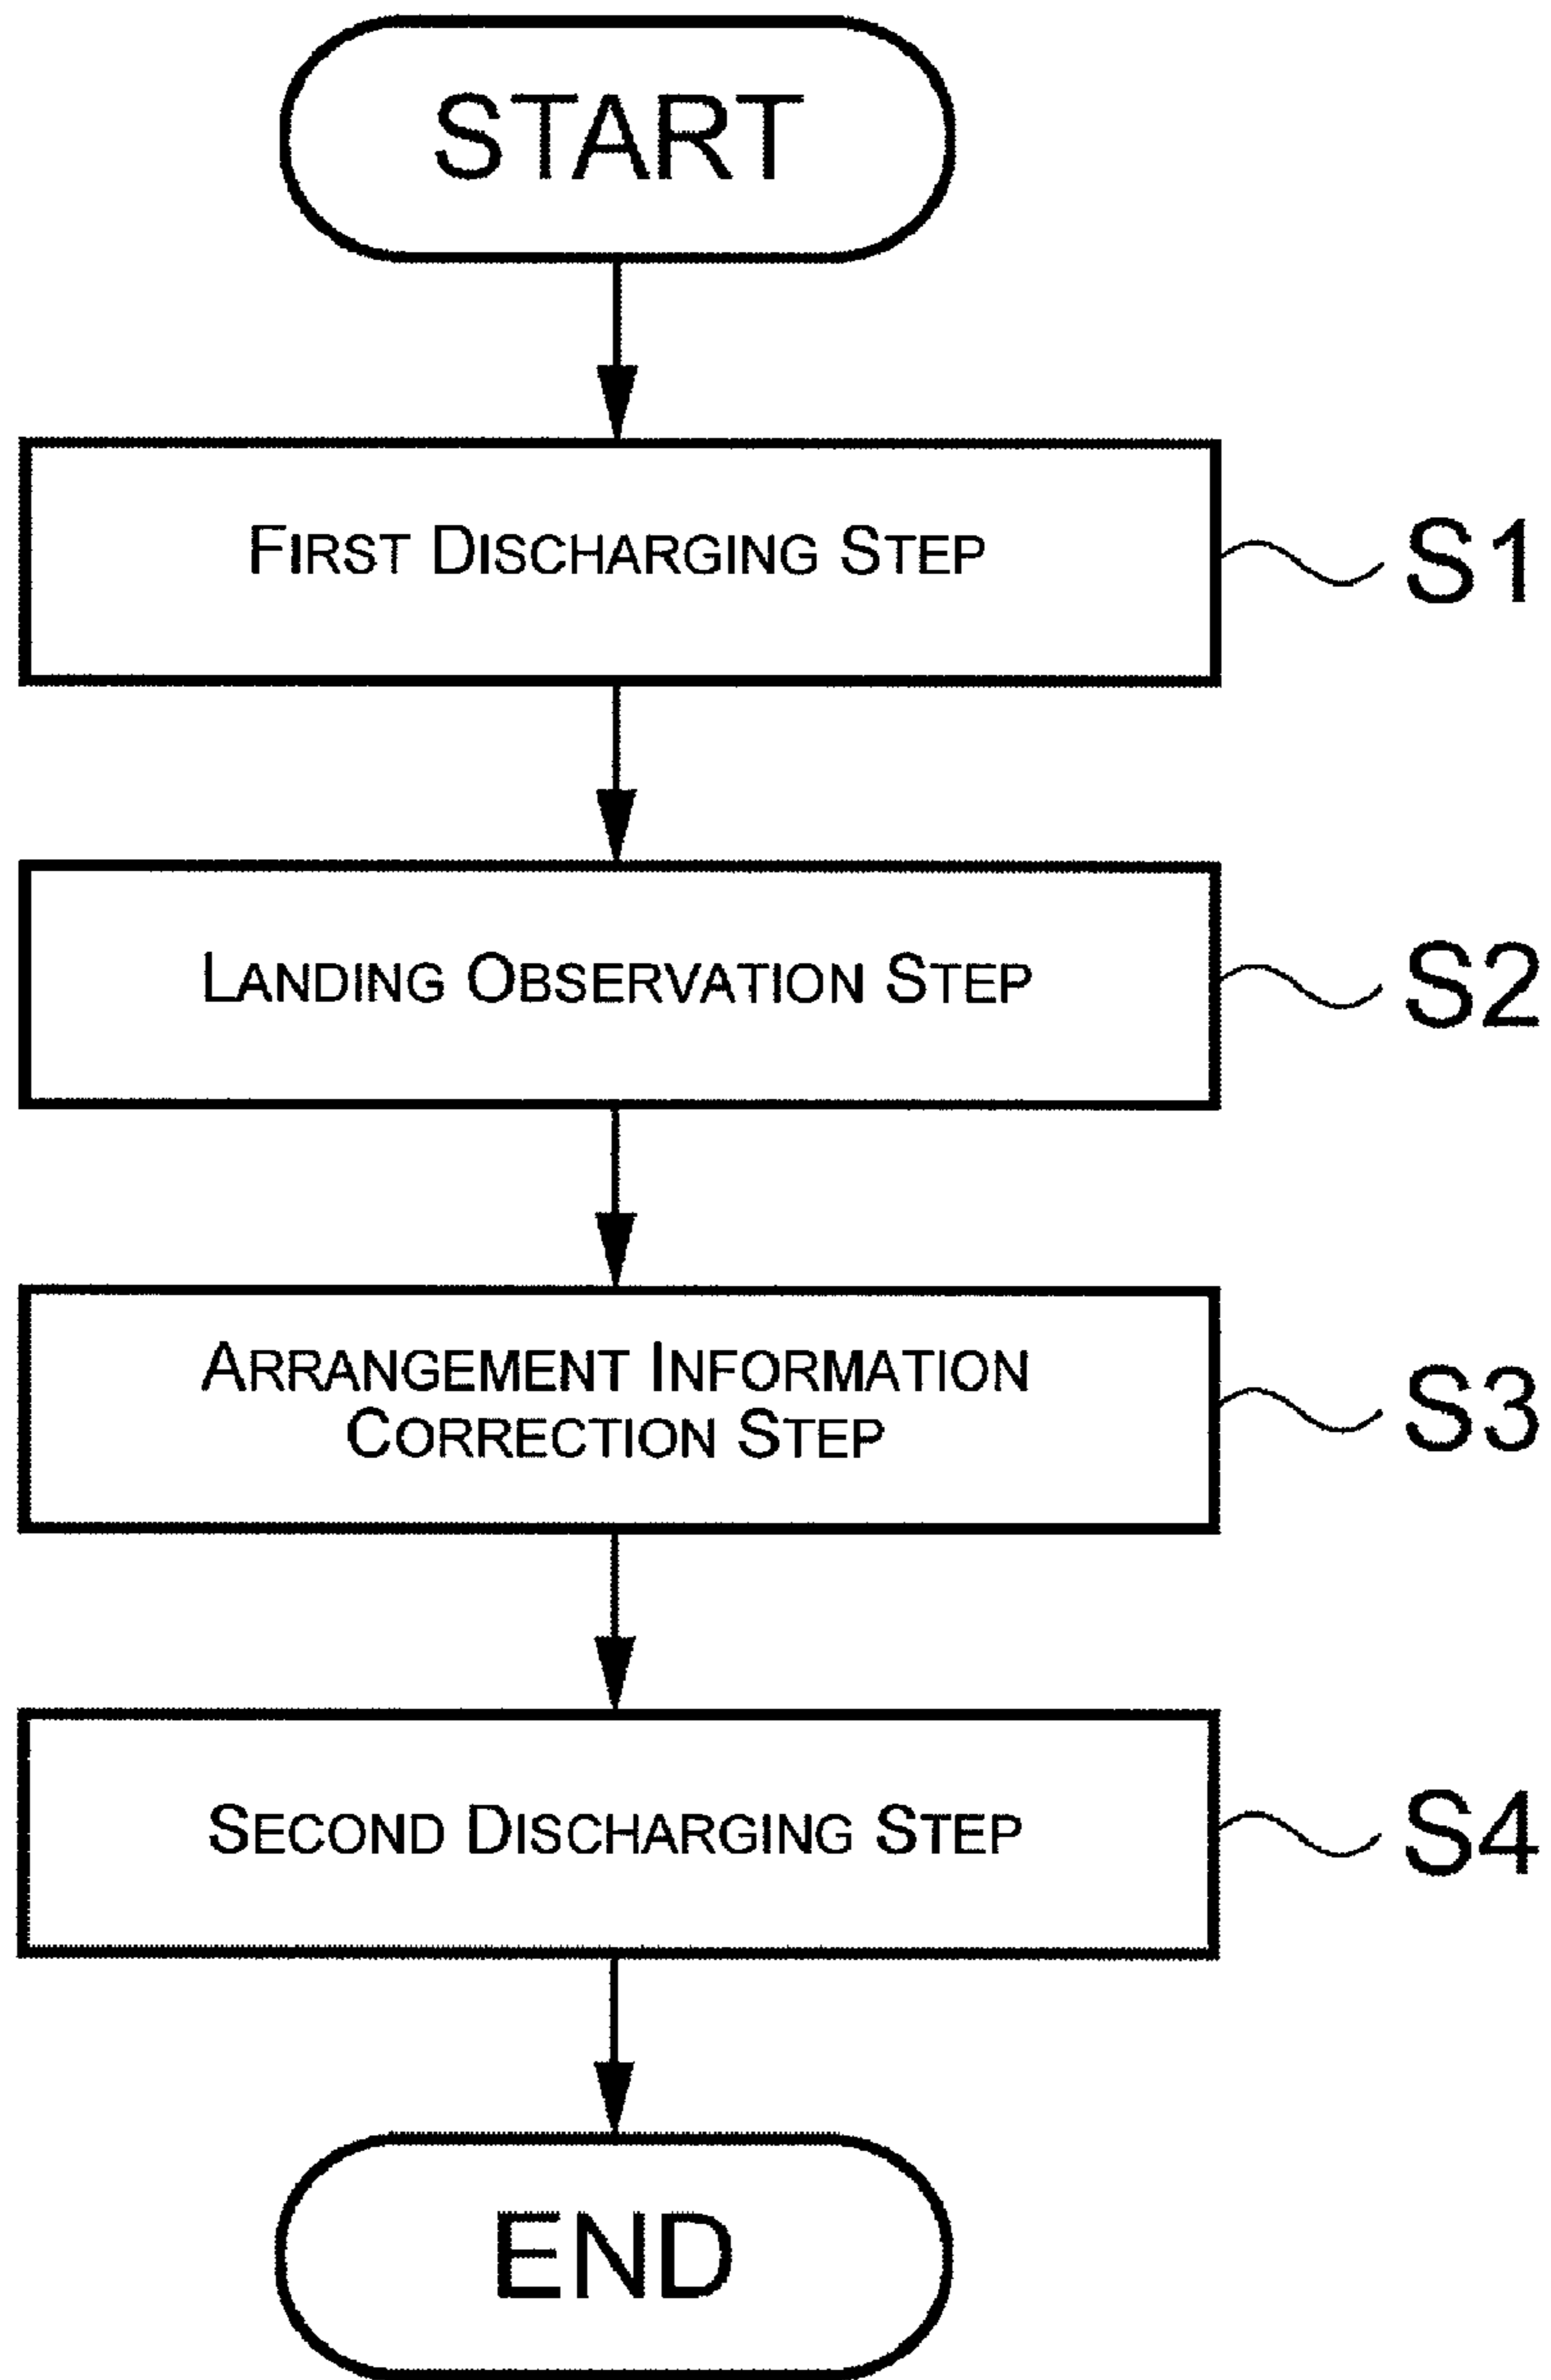 START
FIRST DISCHARGING STEP
S1
LANDING OBSERVATION STEP
S2
ARRANGEMENT INFORMATION
CORRECTION STEP
S3
SECOND DISCHARGING STEP
S4
END